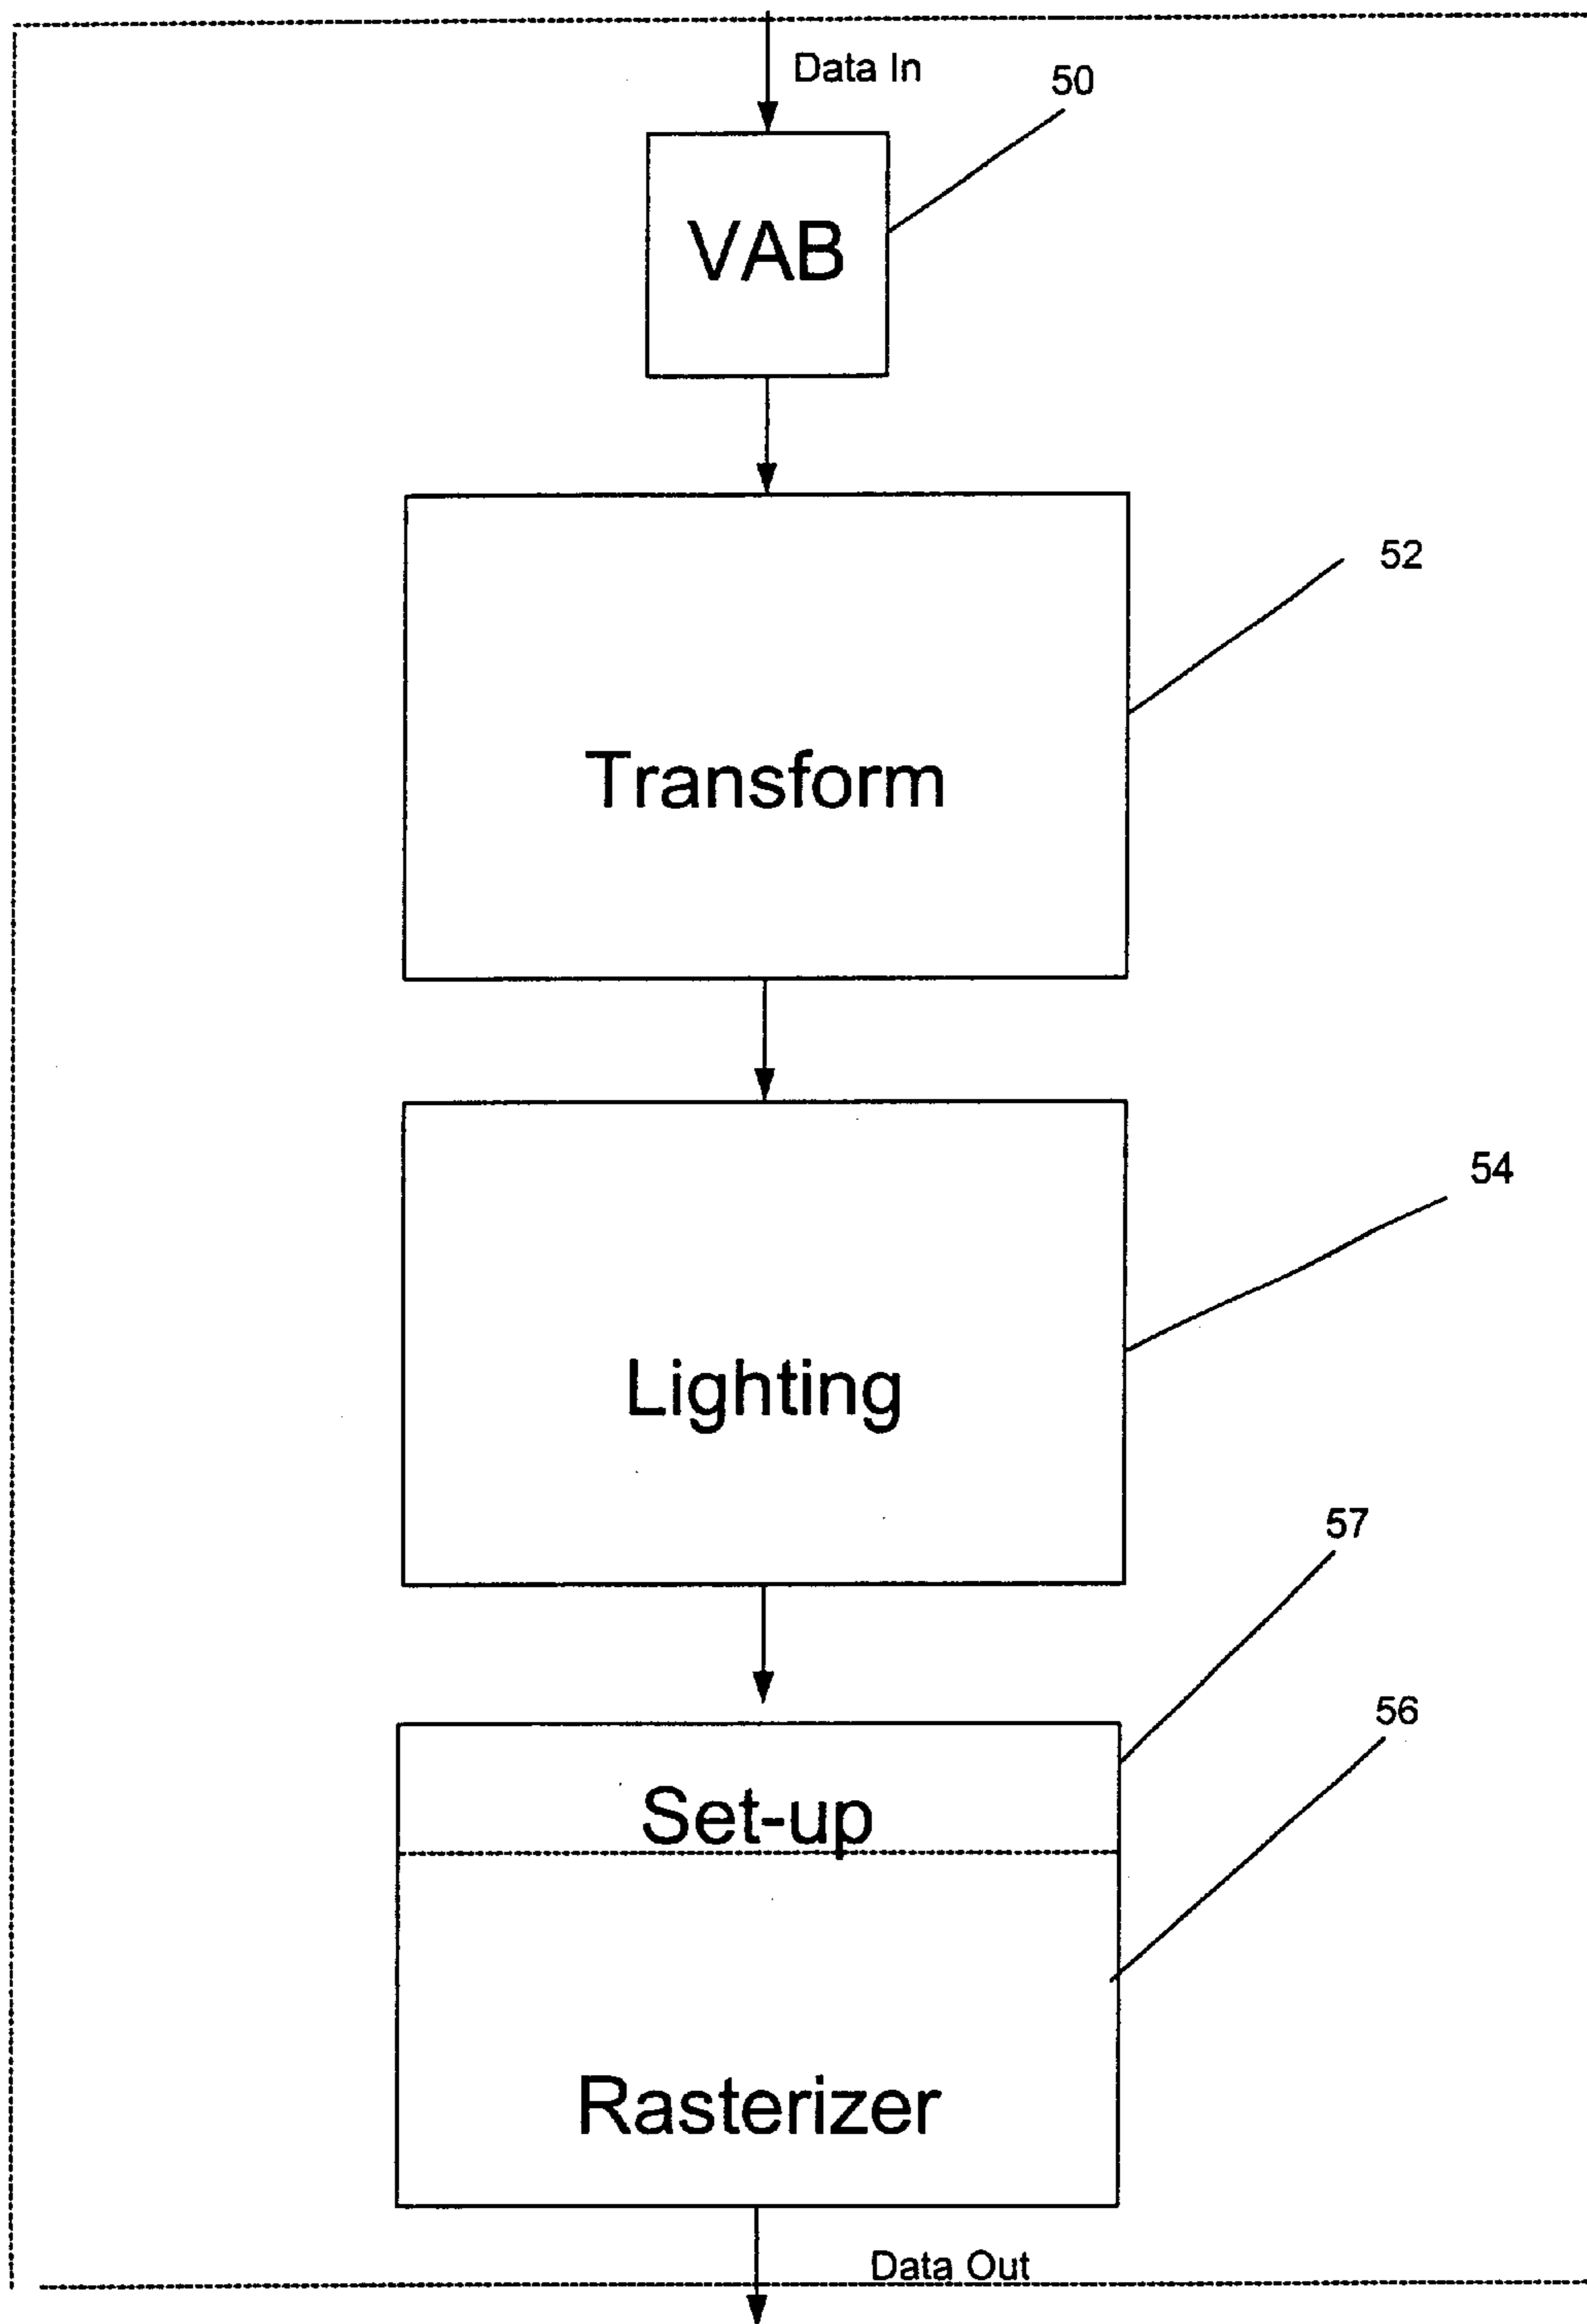 Data In
50
VAB
52
Transform
54
Lighting
57
56
Set-up
Rasterizer
Data Out